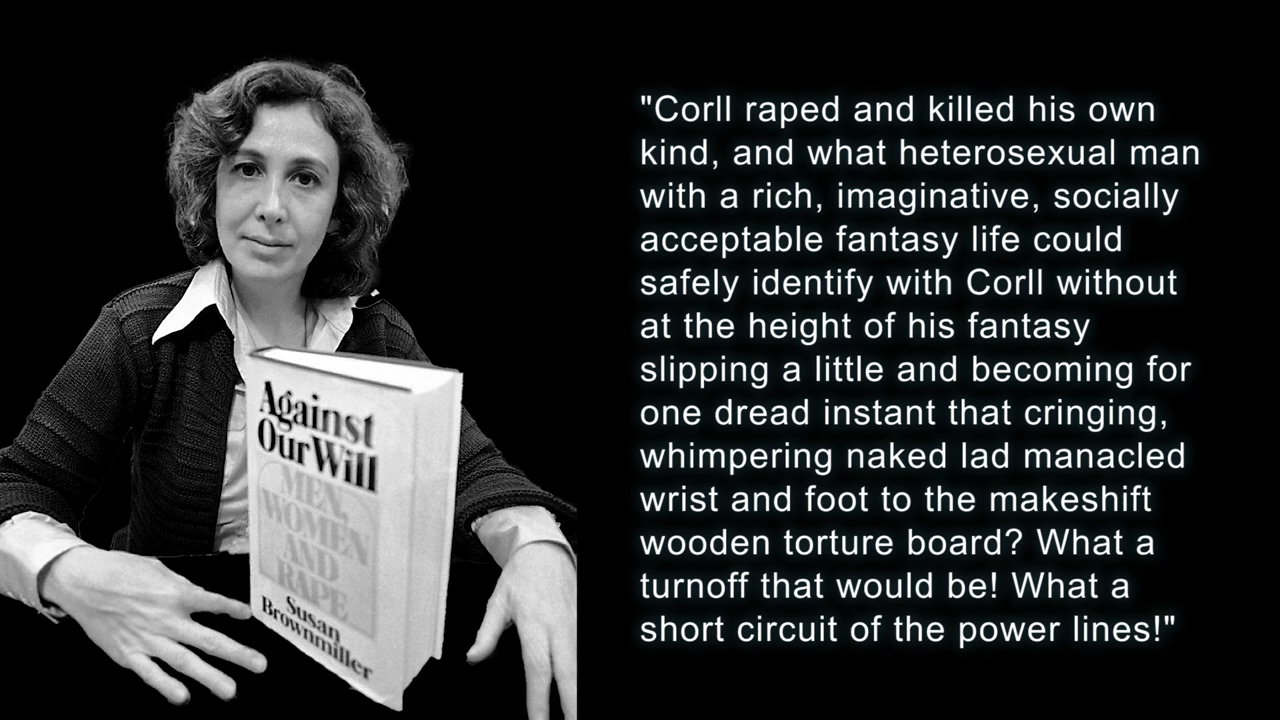 Against
Our Will
MEN,
WOMEN
AND
RAPE
Susan
Brownmiller
"Corll raped and killed his own
kind, and what heterosexual man
with a rich, imaginative, socially
acceptable fantasy life could
safely identify with Corll without
at the height of his fantasy
slipping a little and becoming for
one dread instant that cringing,
whimpering naked lad manacled
wrist and foot to the makeshift
wooden torture board? What a
turnoff that would be! What a
short circuit of the power lines!"